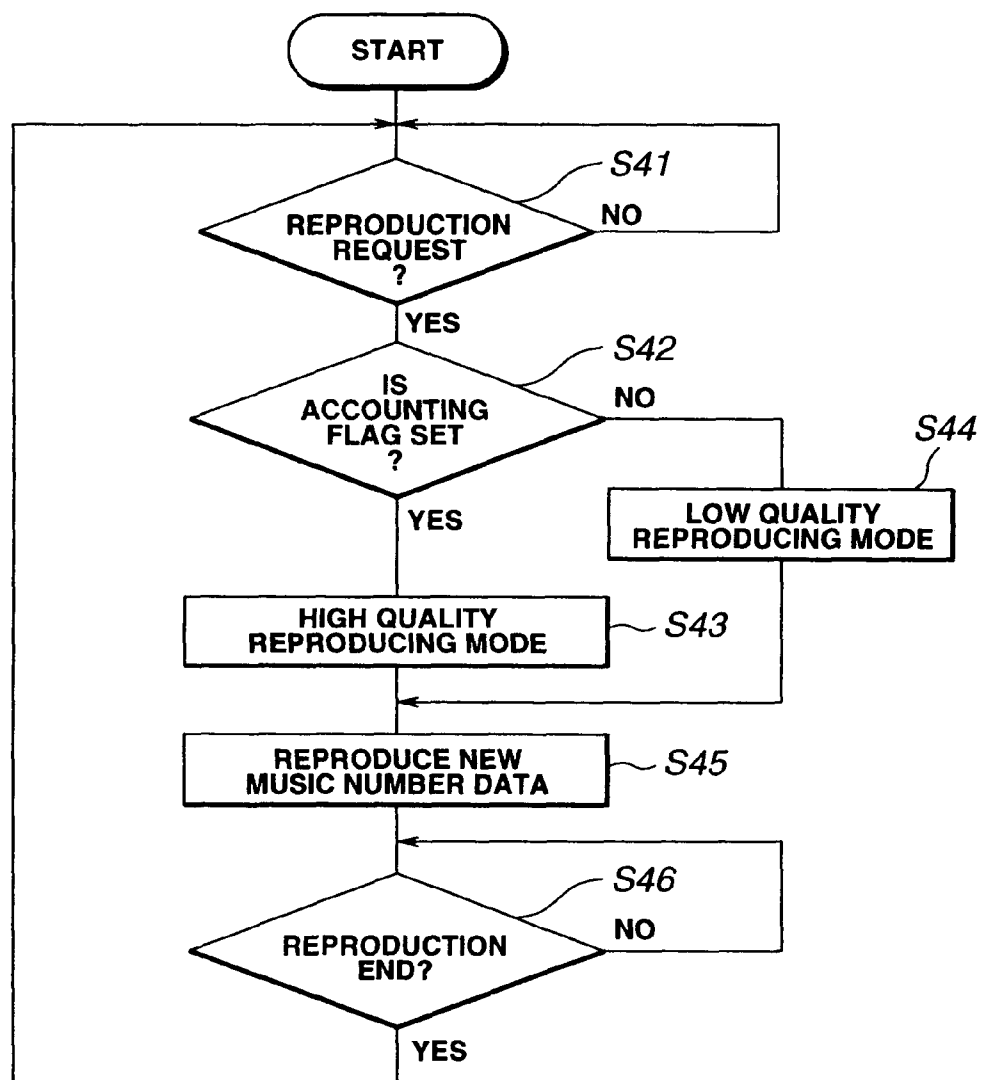 START
S41
REPRODUCTION
REQUEST
?
NO
YES
S42
IS
ACCOUNTING
FLAG SET
?
NO
YES
S44
LOW QUALITY
REPRODUCING MODE
HIGH QUALITY
REPRODUCING MODE
S43
REPRODUCE NEW
MUSIC NUMBER DATA
S45
S46
REPRODUCTION
END?
NO
YES